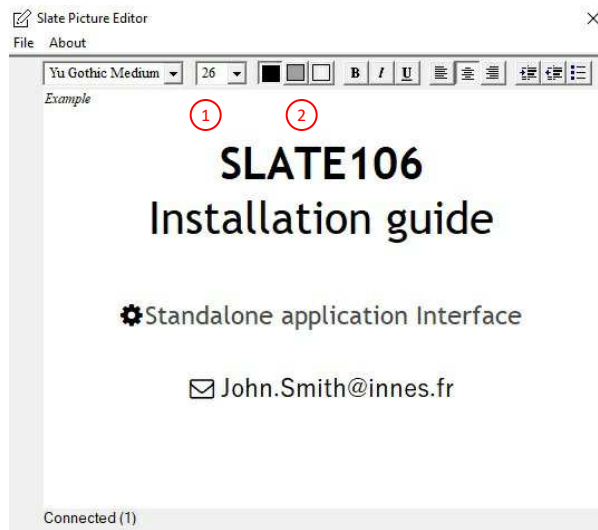 Slate Picture Editor
File About
Yu Gothic Medium 26 B I U
Example
1 2
SLATE106
Installation guide
Standalone application Interface
John.Smith@innes.fr
Connected (1)